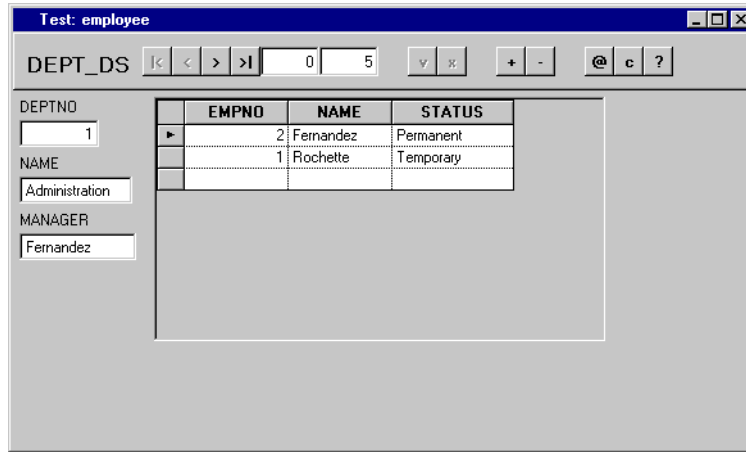 Test: employee
DEPT_DS |< < > >| 0 5 v x + - @ c ?
DEPTNO
1
NAME
Administration
MANAGER
Fernandez
EMPNO NAME STATUS
2 Fernandez Permanent
1 Rochette Temporary